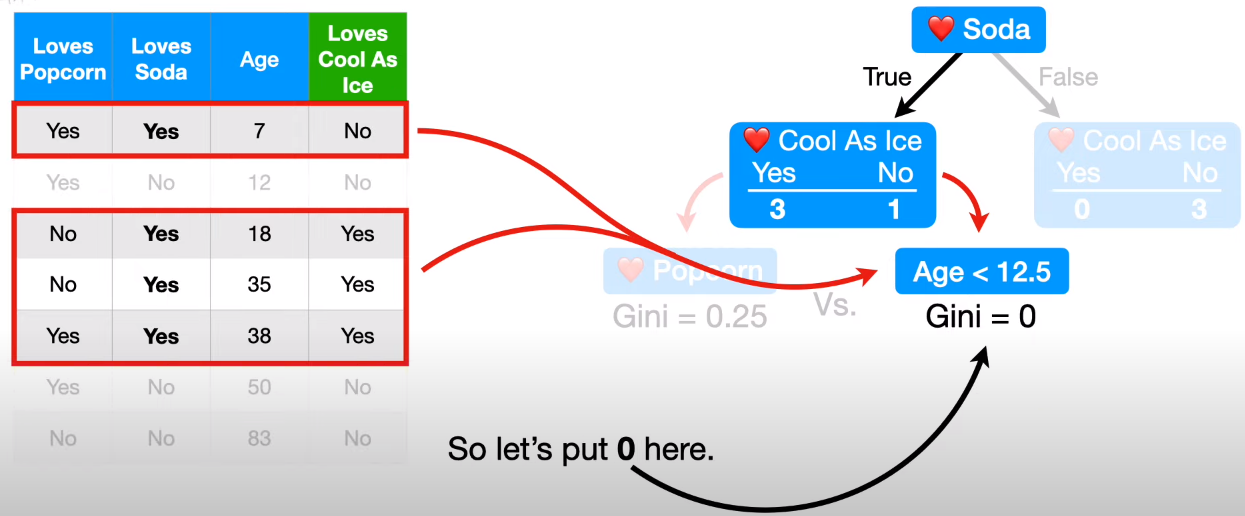 Loves Popcorn Loves Soda Age Loves Cool As Ice
Yes Yes 7 No
Yes No 12 No
No Yes 18 Yes
No Yes 35 Yes
Yes Yes 38 Yes
Yes No 50 No
No No 83 No
❤️ Soda
True False
❤️ Cool As Ice
Yes No
3 1
❤️ Cool As Ice
Yes No
0 3
❤️ Popcorn
Gini = 0.25
Vs.
Age < 12.5
Gini = 0
So let's put 0 here.